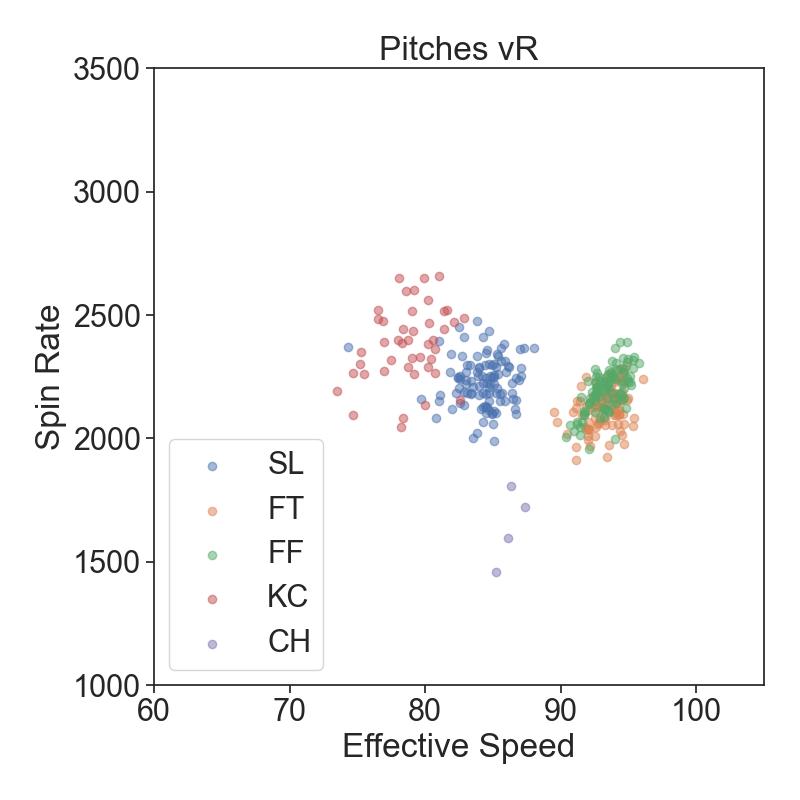 Pitches vR
3500
3000
2500
2000
1500
1000
Spin Rate
SL
FT
FF
KC
CH
60 70 80 90 100
Effective Speed